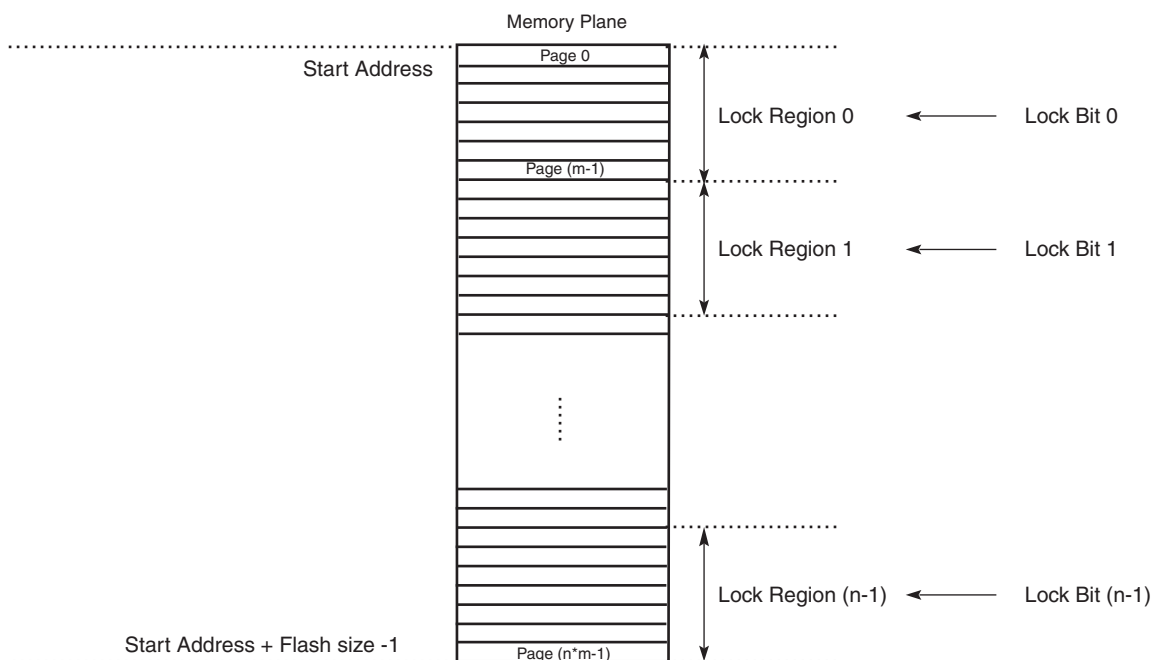 Memory Plane
Page 0
Start Address
Lock Region 0
Lock Bit 0
Page (m-1)
Lock Region 1
Lock Bit 1
Lock Region (n-1)
Lock Bit (n-1)
Start Address + Flash size -1
Page (n*m-1)